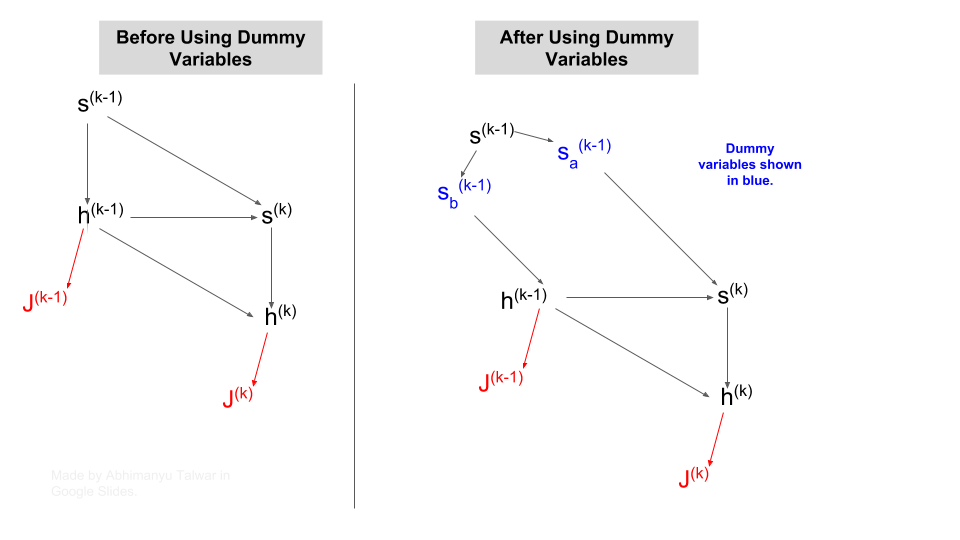 Before Using Dummy
Variables
s^(k-1)
h^(k-1)
s^(k)
J^(k-1)
h^(k)
J^(k)
Made by Abhimanyu Talwar in
Google Slides.
After Using Dummy
Variables
s^(k-1)
s_a^(k-1)
Dummy
variables shown
in blue.
s_b^(k-1)
h^(k-1)
s^(k)
J^(k-1)
h^(k)
J^(k)